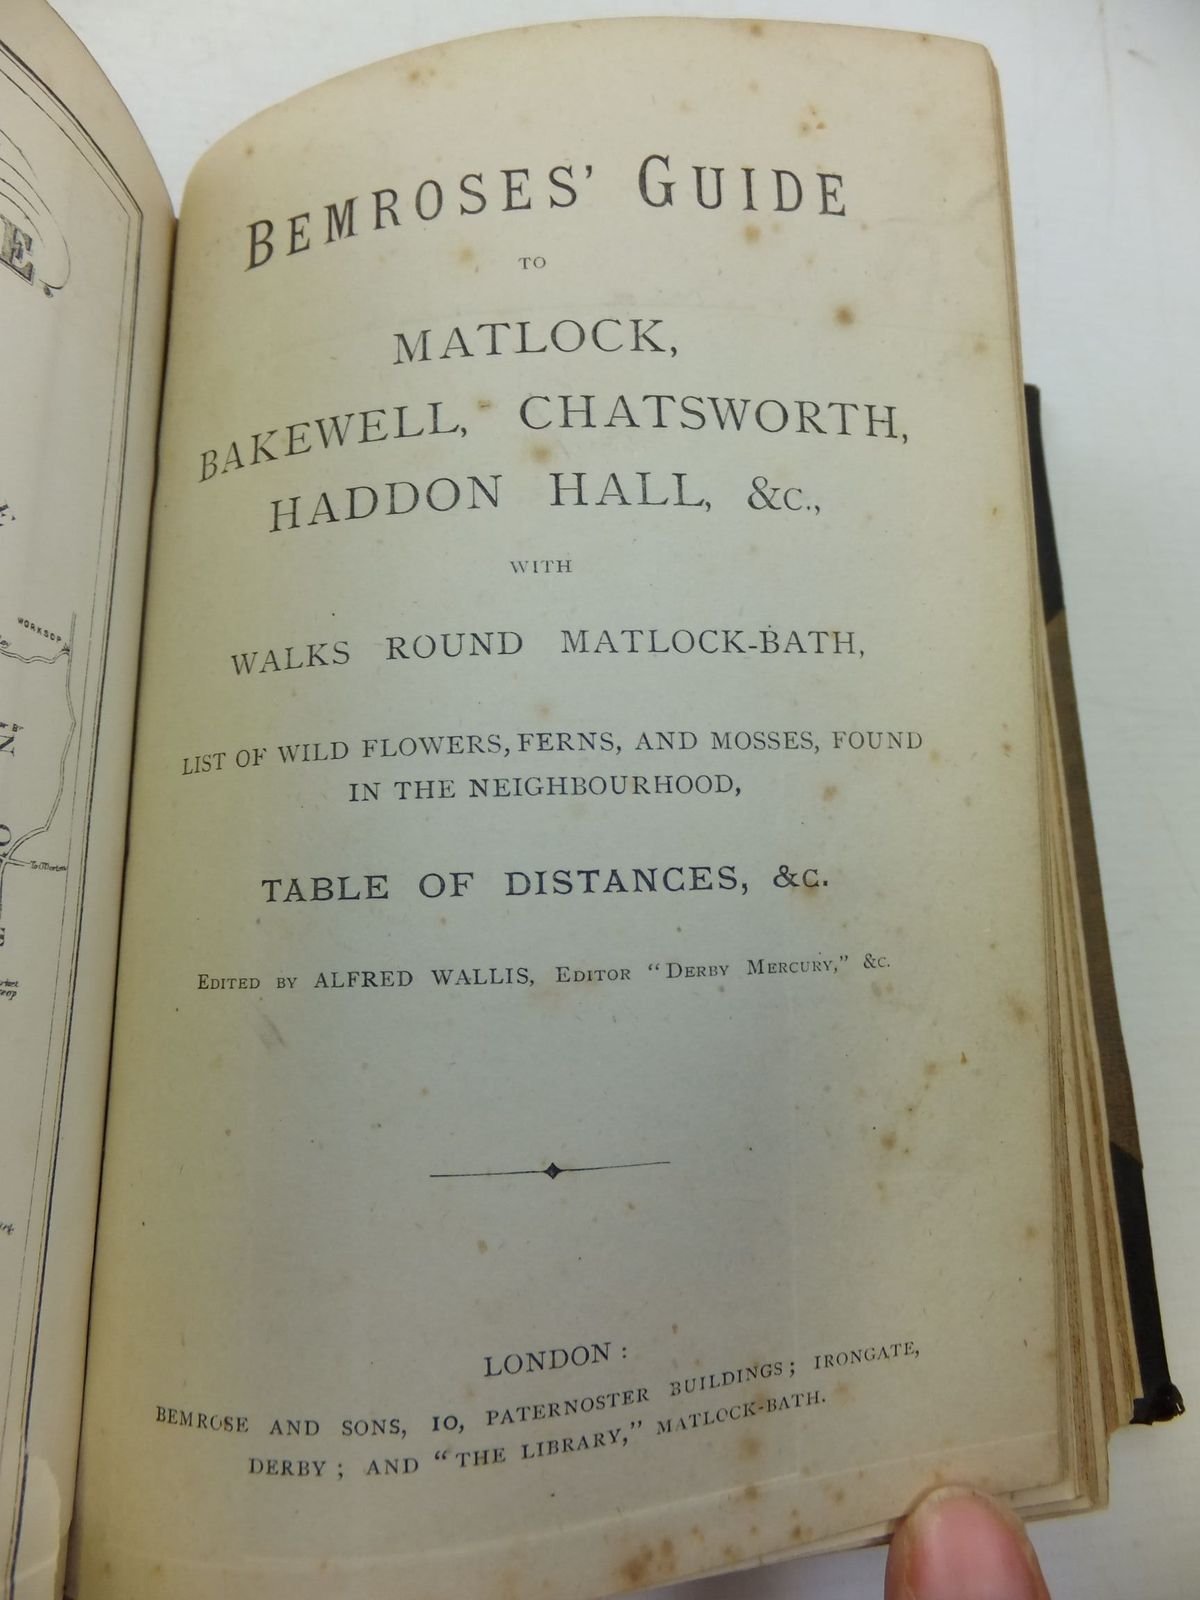 BEMROSES' GUIDE
TO
MATLOCK,
BAKEWELL, CHATSWORTH,
HADDON HALL, &C.,
WITH
WALKS ROUND MATLOCK-BATH,
LIST OF WILD FLOWERS, FERNS, AND MOSSES, FOUND
IN THE NEIGHBOURHOOD,
TABLE OF DISTANCES, &C.
EDITED BY ALFRED WALLIS, EDITOR "DERBY MERCURY," &C.
LONDON:
BEMROSE AND SONS, 10, PATERNOSTER BUILDINGS; IRONGATE,
DERBY; AND "THE LIBRARY," MATLOCK-BATH.
E.
WORKSOP
N
O